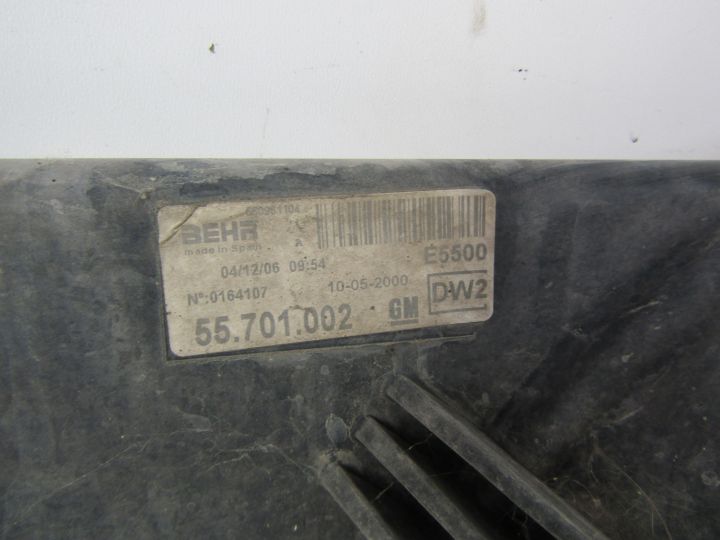 BEHR
made in Spain
A
E5500
04/12/06 09:54
N°:0164107
10-05-2000
DW2
55.701.002
GM